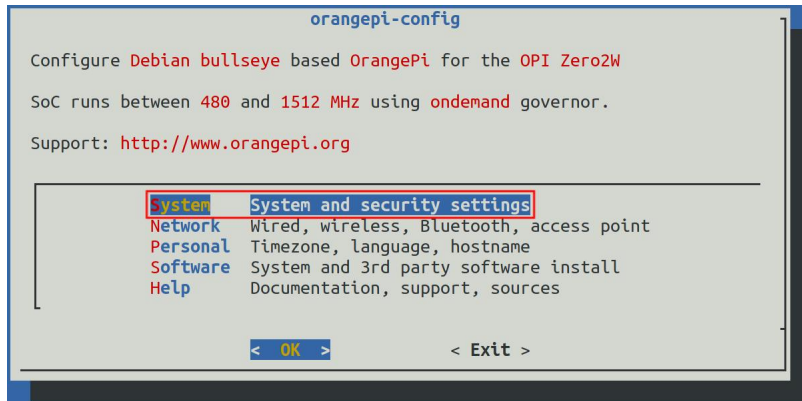 orangepi-config
Configure Debian bullseye based OrangePi for the OPI Zero2W
SoC runs between 480 and 1512 MHz using ondemand governor.
Support: http://www.orangepi.org
System System and security settings
Network Wired, wireless, Bluetooth, access point
Personal Timezone, language, hostname
Software System and 3rd party software install
Help Documentation, support, sources
< OK > < Exit >